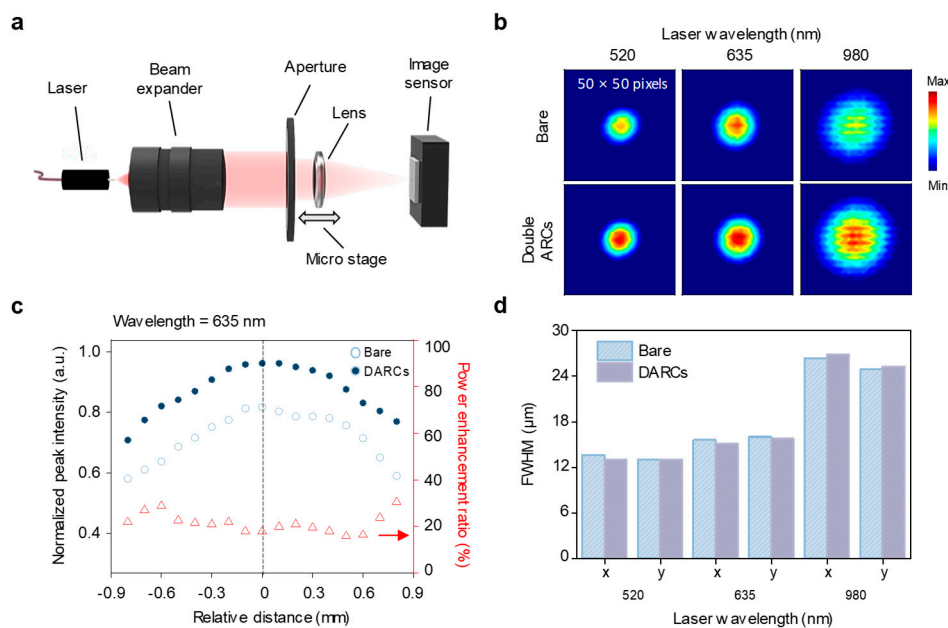 a
Laser
Beam
expander
Aperture
Lens
Image
sensor
Micro stage
b
Laser wavelength (nm)
520
635
980
50 × 50 pixels
Bare
Double
ARCs
Max
Min
c
Wavelength = 635 nm
Bare
DARCs
Normalized peak intensity (a.u.)
1.0
0.8
0.6
0.4
100
80
60
40
20
0
Power enhancement ratio (%)
-0.9
-0.6
-0.3
0
0.3
0.6
0.9
Relative distance (mm)
d
Bare
DARCs
FWHM (μm)
30
24
18
12
6
0
x
y
x
y
x
y
520
635
980
Laser wavelength (nm)